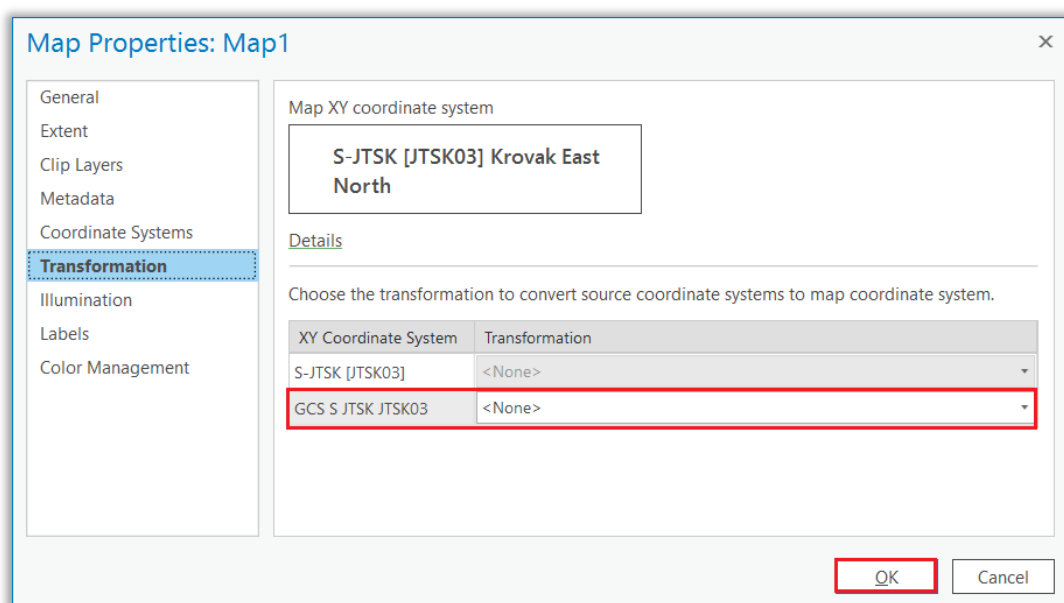 Map Properties: Map1
General
Extent
Clip Layers
Metadata
Coordinate Systems
Transformation
Illumination
Labels
Color Management
Map XY coordinate system
S-JTSK [JTSK03] Krovak East
North
Details
Choose the transformation to convert source coordinate systems to map coordinate system.
XY Coordinate System Transformation
S-JTSK [JTSK03] <None>
GCS S JTSK JTSK03 <None>
OK Cancel